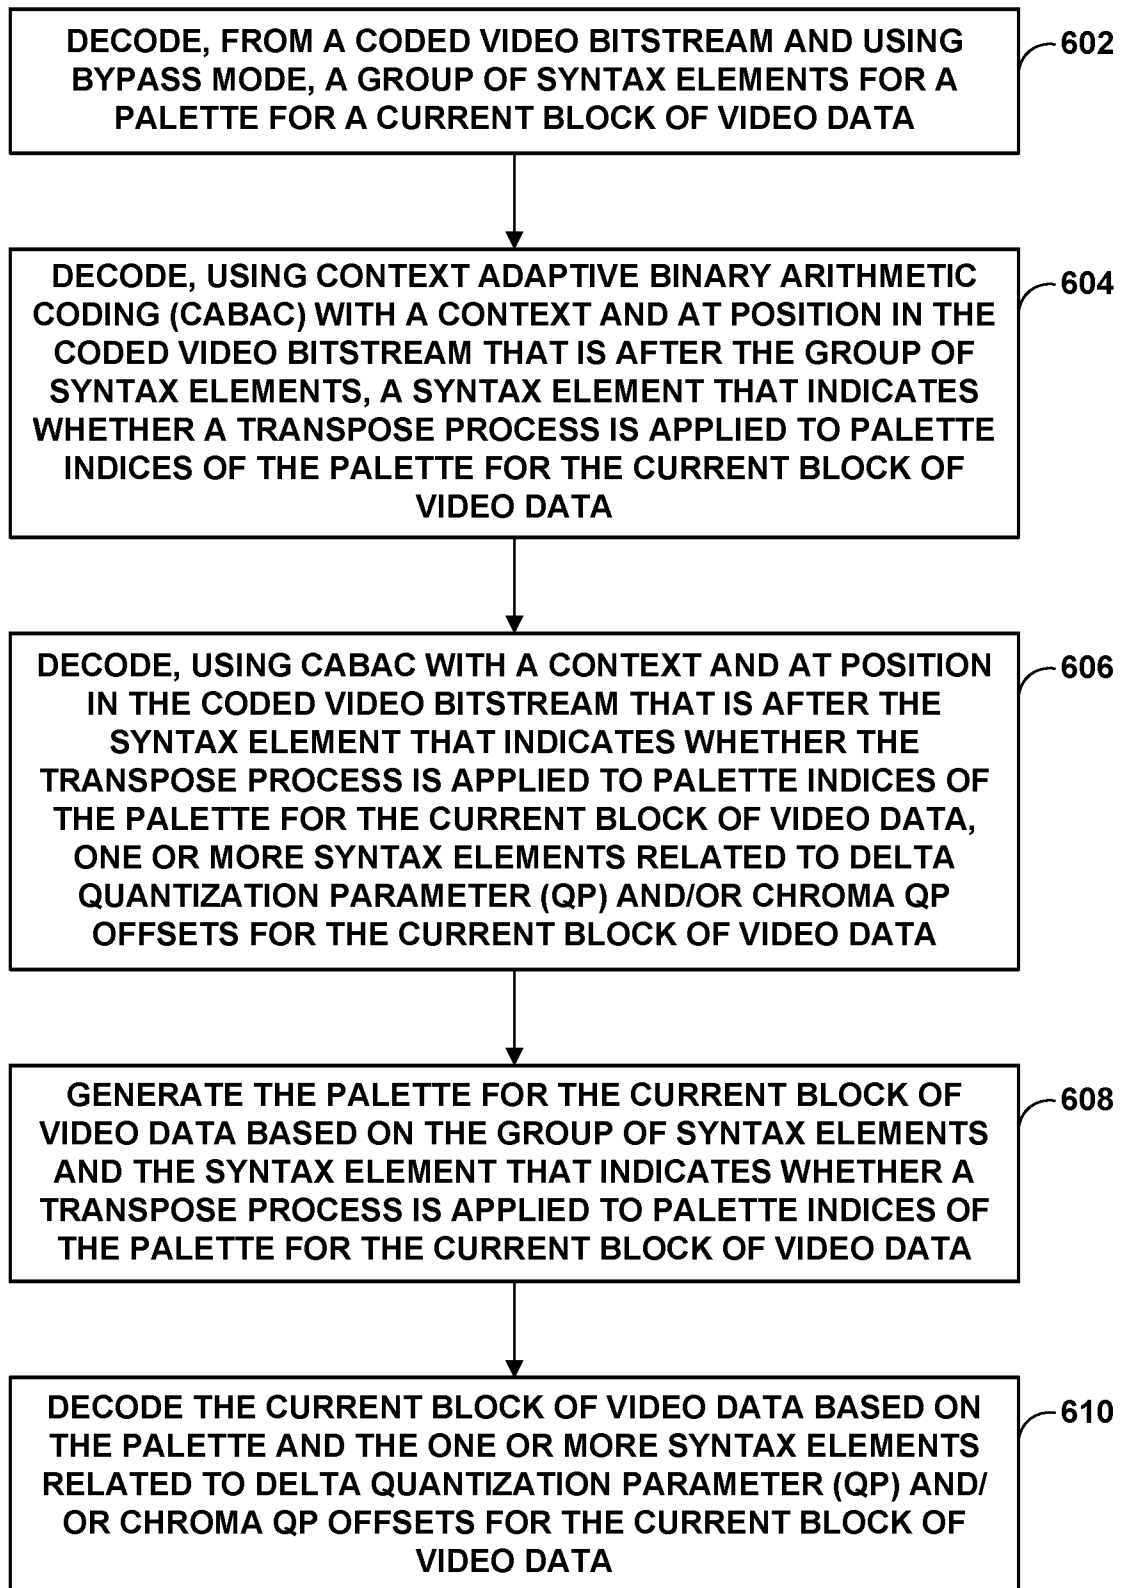 DECODE, FROM A CODED VIDEO BITSTREAM AND USING
BYPASS MODE, A GROUP OF SYNTAX ELEMENTS FOR A
PALETTE FOR A CURRENT BLOCK OF VIDEO DATA
602
DECODE, USING CONTEXT ADAPTIVE BINARY ARITHMETIC
CODING (CABAC) WITH A CONTEXT AND AT POSITION IN THE
CODED VIDEO BITSTREAM THAT IS AFTER THE GROUP OF
SYNTAX ELEMENTS, A SYNTAX ELEMENT THAT INDICATES
WHETHER A TRANSPOSE PROCESS IS APPLIED TO PALETTE
INDICES OF THE PALETTE FOR THE CURRENT BLOCK OF
VIDEO DATA
604
DECODE, USING CABAC WITH A CONTEXT AND AT POSITION
IN THE CODED VIDEO BITSTREAM THAT IS AFTER THE
SYNTAX ELEMENT THAT INDICATES WHETHER THE
TRANSPOSE PROCESS IS APPLIED TO PALETTE INDICES OF
THE PALETTE FOR THE CURRENT BLOCK OF VIDEO DATA,
ONE OR MORE SYNTAX ELEMENTS RELATED TO DELTA
QUANTIZATION PARAMETER (QP) AND/OR CHROMA QP
OFFSETS FOR THE CURRENT BLOCK OF VIDEO DATA
606
GENERATE THE PALETTE FOR THE CURRENT BLOCK OF
VIDEO DATA BASED ON THE GROUP OF SYNTAX ELEMENTS
AND THE SYNTAX ELEMENT THAT INDICATES WHETHER A
TRANSPOSE PROCESS IS APPLIED TO PALETTE INDICES OF
THE PALETTE FOR THE CURRENT BLOCK OF VIDEO DATA
608
DECODE THE CURRENT BLOCK OF VIDEO DATA BASED ON
THE PALETTE AND THE ONE OR MORE SYNTAX ELEMENTS
RELATED TO DELTA QUANTIZATION PARAMETER (QP) AND/
OR CHROMA QP OFFSETS FOR THE CURRENT BLOCK OF
VIDEO DATA
610